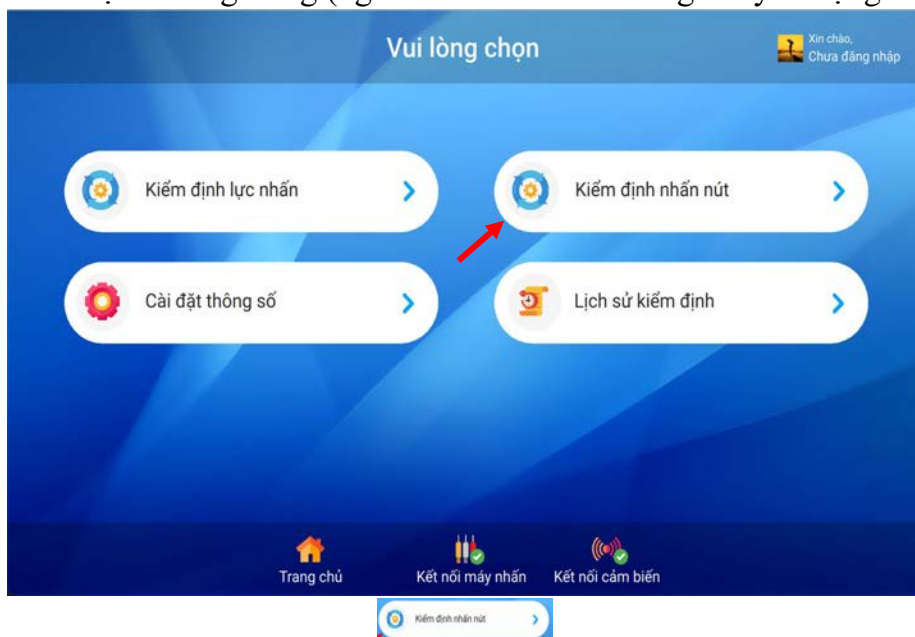 Vui lòng chọn
Xin chào,
Chưa đăng nhập
Kiểm định lực nhấn
Kiểm định nhấn nút
Cài đặt thông số
Lịch sử kiểm định
Trang chủ
Kết nối máy nhấn
Kết nối cảm biến
Kiểm định nhấn nút